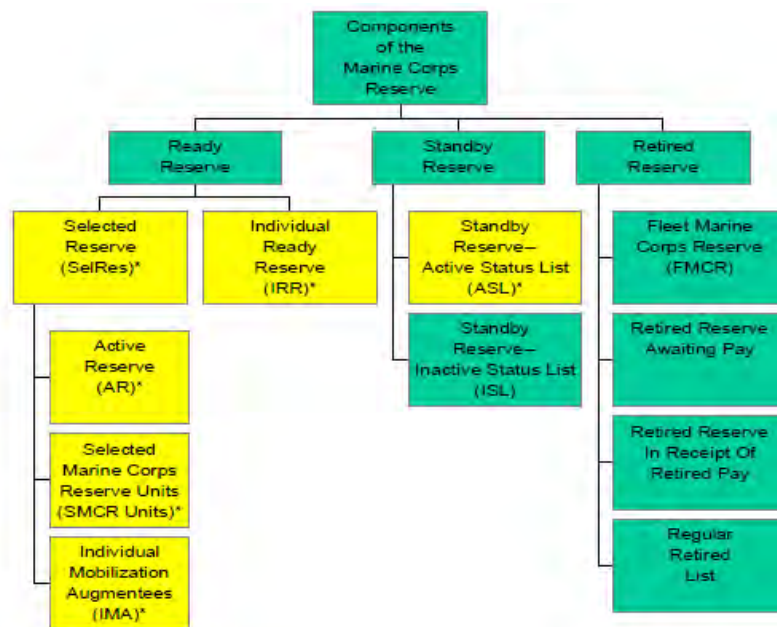 Components
of the
Marine Corps
Reserve
Ready
Reserve
Standby
Reserve
Retired
Reserve
Selected
Reserve
(SelRes)*
Individual
Ready
Reserve
(IRR)*
Standby
Reserve–
Active Status List
(ASL)*
Fleet Marine
Corps Reserve
(FMCR)
Active
Reserve
(AR)*
Standby
Reserve–
Inactive Status List
(ISL)
Retired Reserve
Awaiting Pay
Selected
Marine Corps
Reserve Units
(SMCR Units)*
Retired Reserve
In Receipt Of
Retired Pay
Individual
Mobilization
Augmentees
(IMA)*
Regular
Retired
List